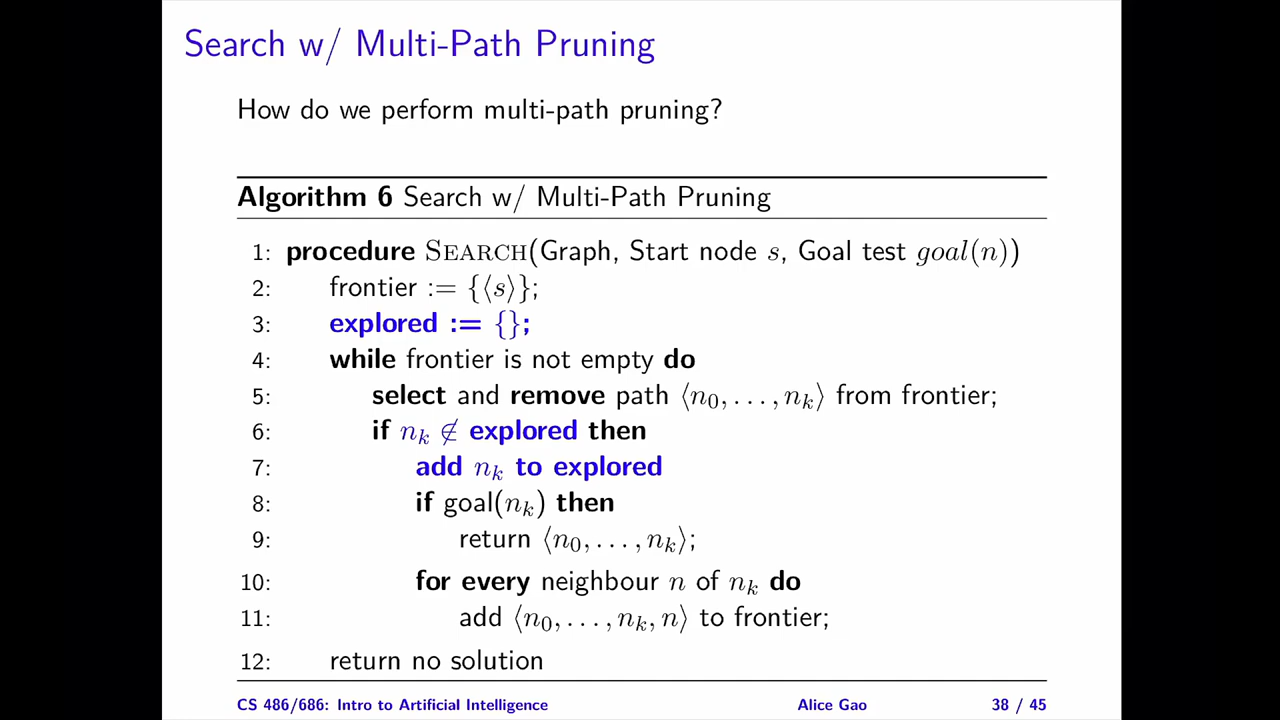 Search w/ Multi-Path Pruning
How do we perform multi-path pruning?
Algorithm 6 Search w/ Multi-Path Pruning
1: procedure SEARCH(Graph, Start node s, Goal test goal(n))
2: frontier := {⟨s⟩};
3: explored := {};
4: while frontier is not empty do
5: select and remove path ⟨n₀, . . . , nₖ⟩ from frontier;
6: if nₖ ∉ explored then
7: add nₖ to explored
8: if goal(nₖ) then
9: return ⟨n₀, . . . , nₖ⟩;
10: for every neighbour n of nₖ do
11: add ⟨n₀, . . . , nₖ, n⟩ to frontier;
12: return no solution
CS 486/686: Intro to Artificial Intelligence Alice Gao 38 / 45